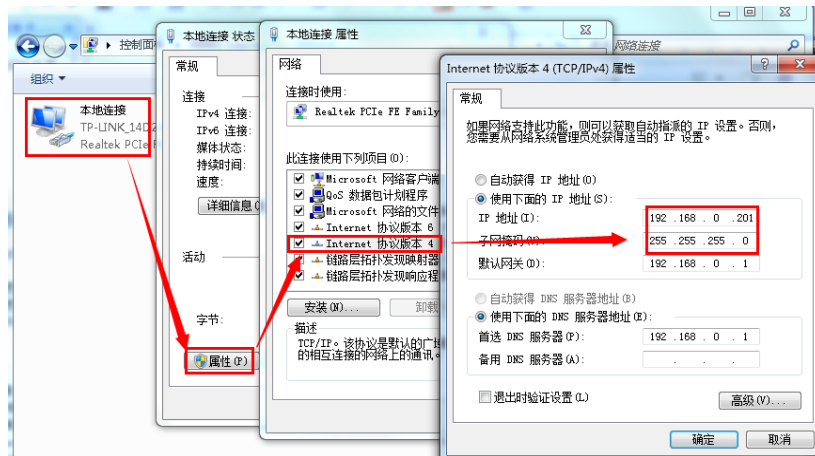 控制面
网络连接
组织
本地连接
TP-LINK_14D2
Realtek PCIe F
本地连接 状态
常规
连接
IPv4 连接:
IPv6 连接:
媒体状态:
持续时间:
速度:
详细信息(
活动
字节:
属性(P)
本地连接 属性
网络
连接时使用:
Realtek PCIe FE Family
此连接使用下列项目(O):
Microsoft 网络客户端
QoS 数据包计划程序
Microsoft 网络的文件
Internet 协议版本 6
Internet 协议版本 4
链路层拓扑发现映射器
链路层拓扑发现响应程
安装(N)...
卸载
描述
TCP/IP。该协议是默认的广域
的相互连接的网络上的通讯。
Internet 协议版本 4 (TCP/IPv4) 属性
常规
如果网络支持此功能，则可以获取自动指派的 IP 设置。否则，
您需要从网络系统管理员处获得适当的 IP 设置。
自动获得 IP 地址(O)
使用下面的 IP 地址(S):
IP 地址(I): 192 .168 . 0 .201
子网掩码(U): 255 .255 .255 . 0
默认网关(D): 192 .168 . 0 . 1
自动获得 DNS 服务器地址(B)
使用下面的 DNS 服务器地址(E):
首选 DNS 服务器(P): 192 .168 . 0 . 1
备用 DNS 服务器(A): . . .
退出时验证设置(L)
高级(V)...
确定
取消